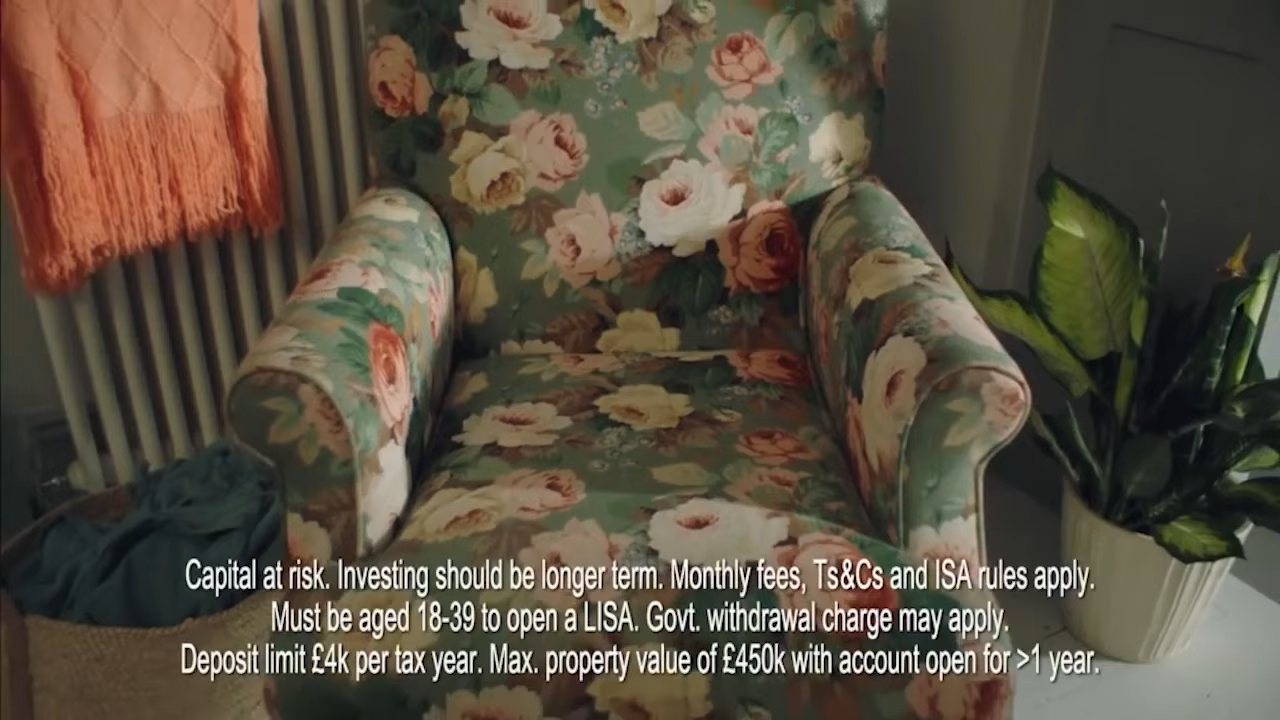 Capital at risk. Investing should be longer term. Monthly fees, Ts&Cs and ISA rules apply.
Must be aged 18-39 to open a LISA. Govt. withdrawal charge may apply.
Deposit limit £4k per tax year. Max. property value of £450k with account open for >1 year.